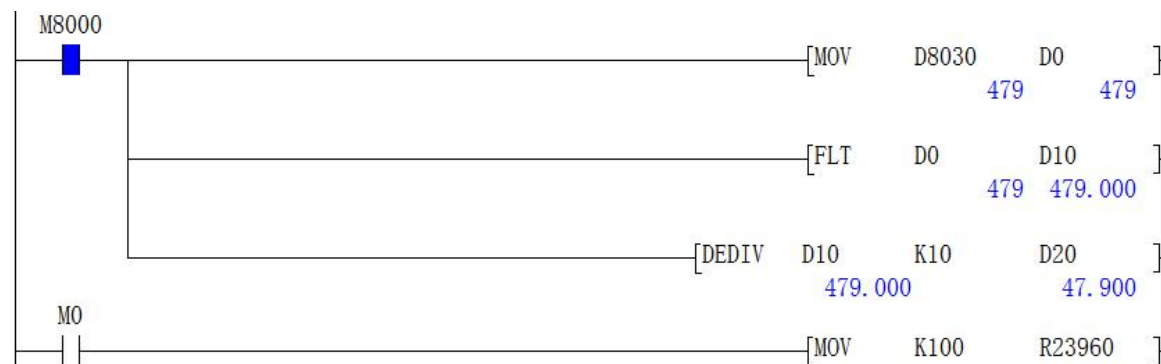 M8000
[MOV D8030 D0 ]
479 479
[FLT D0 D10 ]
479 479.000
[DEDIV D10 K10 D20 ]
479.000 47.900
M0
[MOV K100 R23960 ]